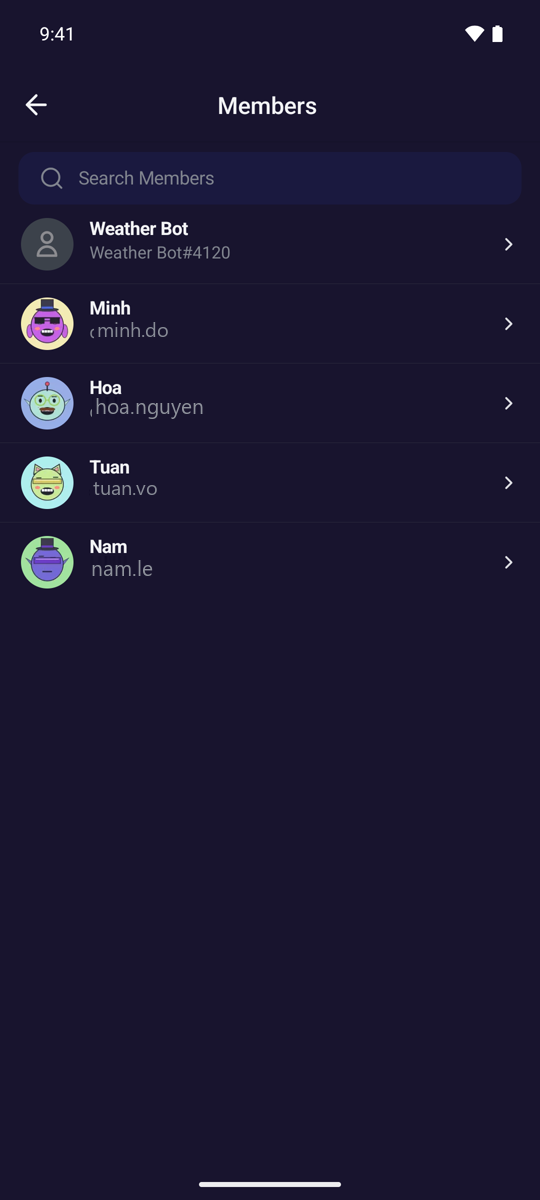 9:41
Members
Search Members
Weather Bot
Weather Bot#4120
Minh
minh.do
Hoa
hoa.nguyen
Tuan
tuan.vo
Nam
nam.le